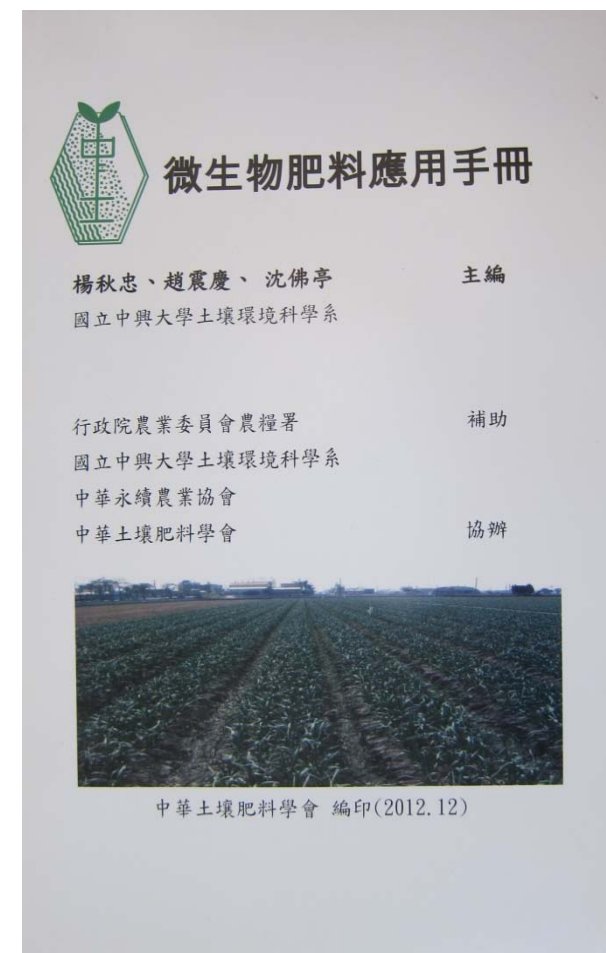 中土
微生物肥料應用手冊
楊秋忠、趙震慶、 沈佛亭 主編
國立中興大學土壤環境科學系
行政院農業委員會農糧署 補助
國立中興大學土壤環境科學系
中華永續農業協會
中華土壤肥料學會 協辦
中華土壤肥料學會 編印(2012.12)